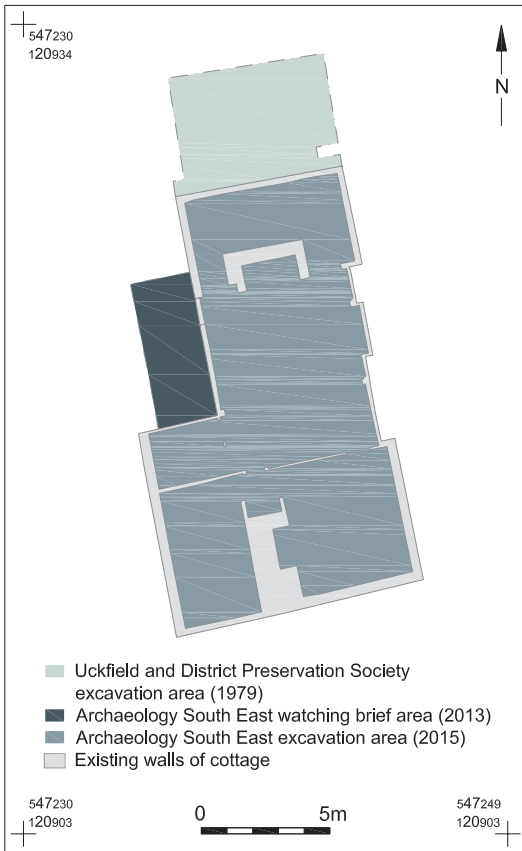 547230
120934
N
Uckfield and District Preservation Society
excavation area (1979)
Archaeology South East watching brief area (2013)
Archaeology South East excavation area (2015)
Existing walls of cottage
547230
120903
0 5m
547249
120903